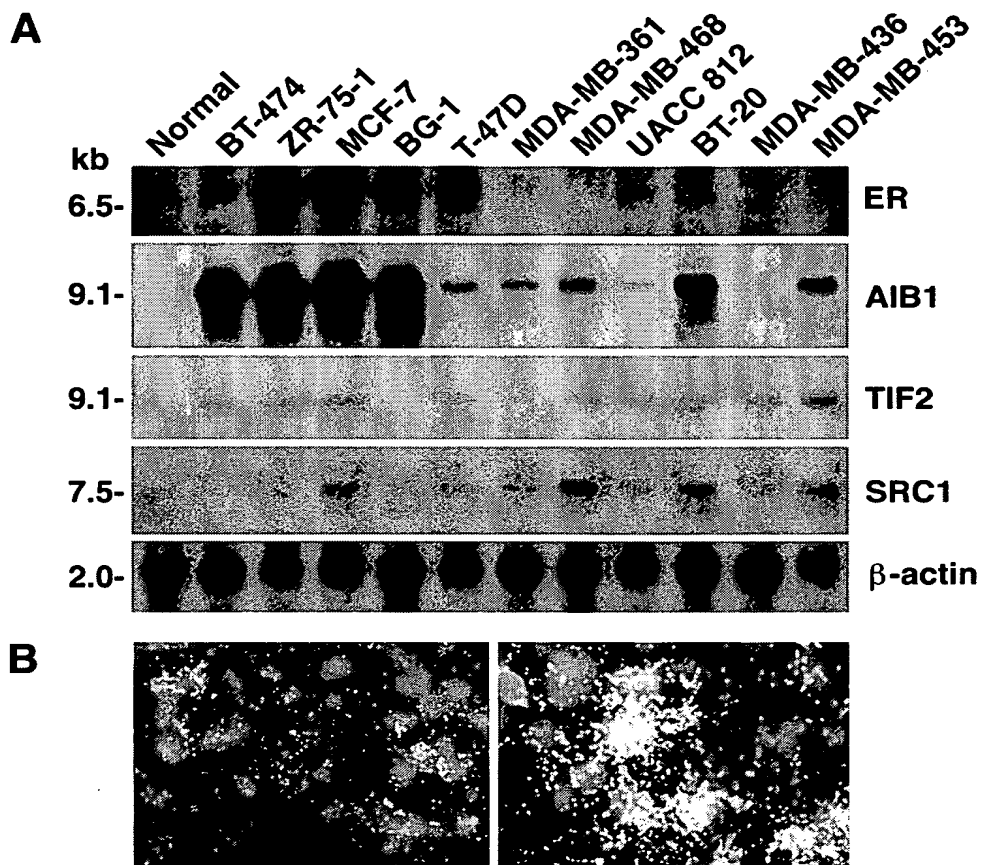 A
Normal
BT-474
ZR-75-1
MCF-7
BG-1
T-47D
MDA-MB-361
MDA-MB-468
UACC 812
BT-20
MDA-MB-436
MDA-MB-453
kb
6.5- ER
9.1- AIB1
9.1- TIF2
7.5- SRC1
2.0- β-actin
B